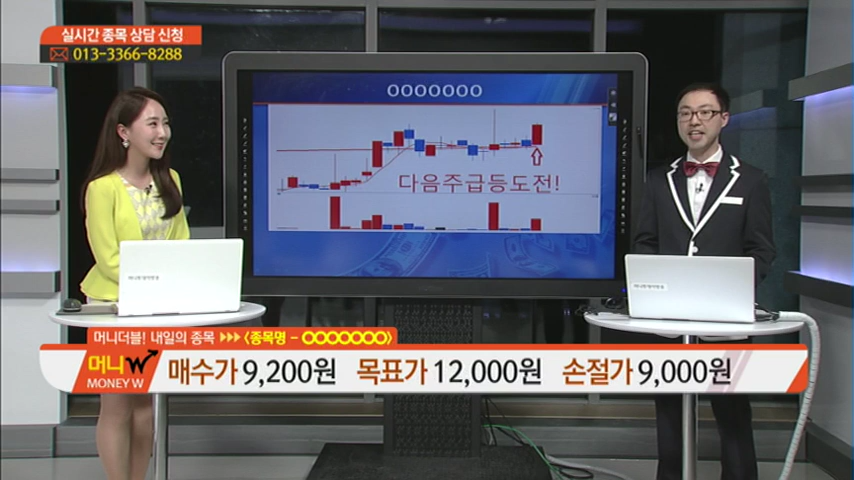 실시간 종목 상담 신청
013-3366-8288
OOOOOOO
다음주급등도전!
머니더블! 내일의 종목 >>> <종목명 - OOOOOOO>
머니W
MONEY W
매수가 9,200원 목표가 12,000원 손절가 9,000원